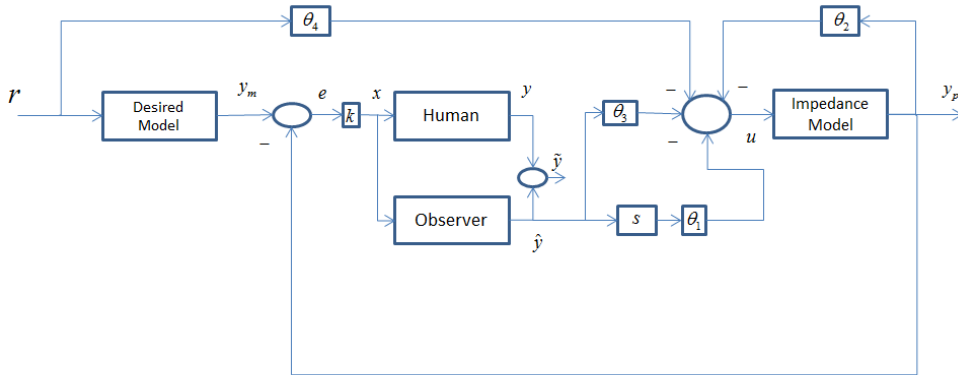 θ₄
θ₂
r
Desired
Model
yₘ
−
e
k
x
Human
y
ỹ
Observer
ŷ
θ₃
s
θ₁
−
−
−
u
Impedance
Model
yₚ